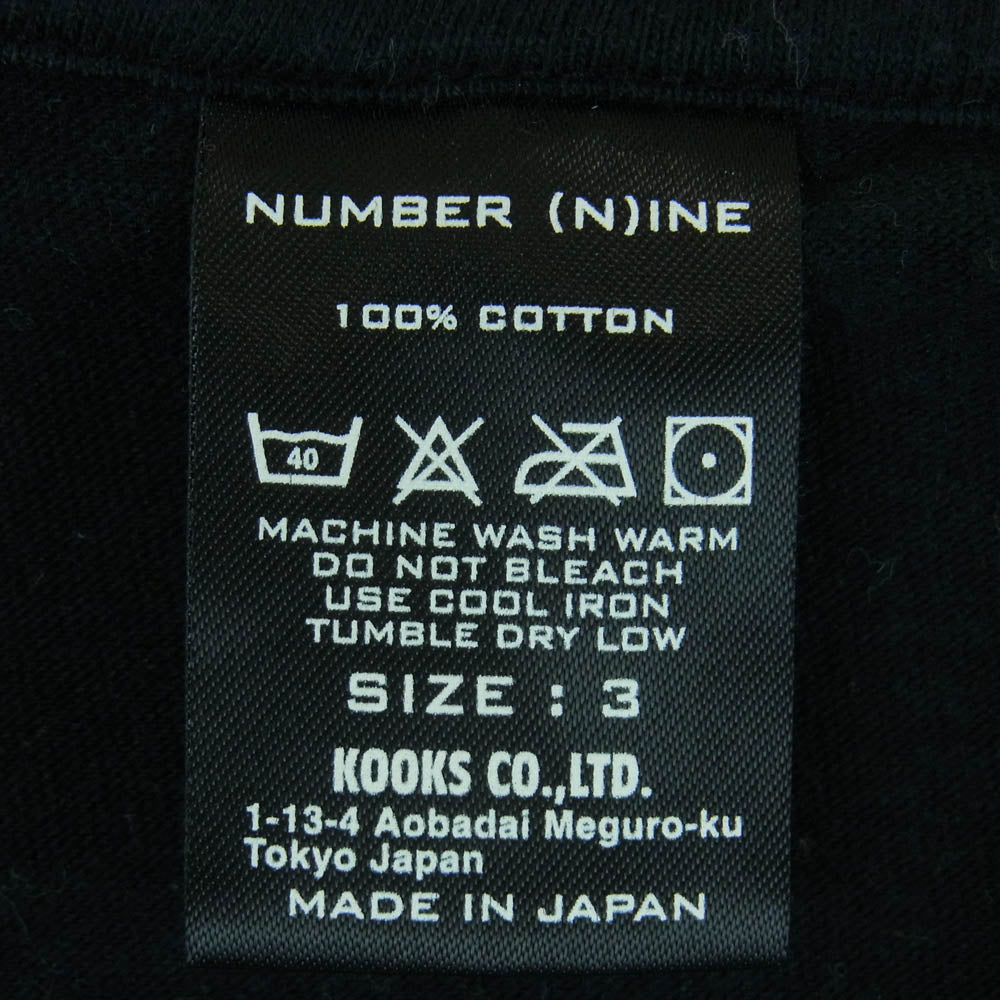 NUMBER (N)INE
100% COTTON
40
MACHINE WASH WARM
DO NOT BLEACH
USE COOL IRON
TUMBLE DRY LOW
SIZE : 3
KOOKS CO.,LTD.
1-13-4 Aobadai Meguro-ku
Tokyo Japan
MADE IN JAPAN